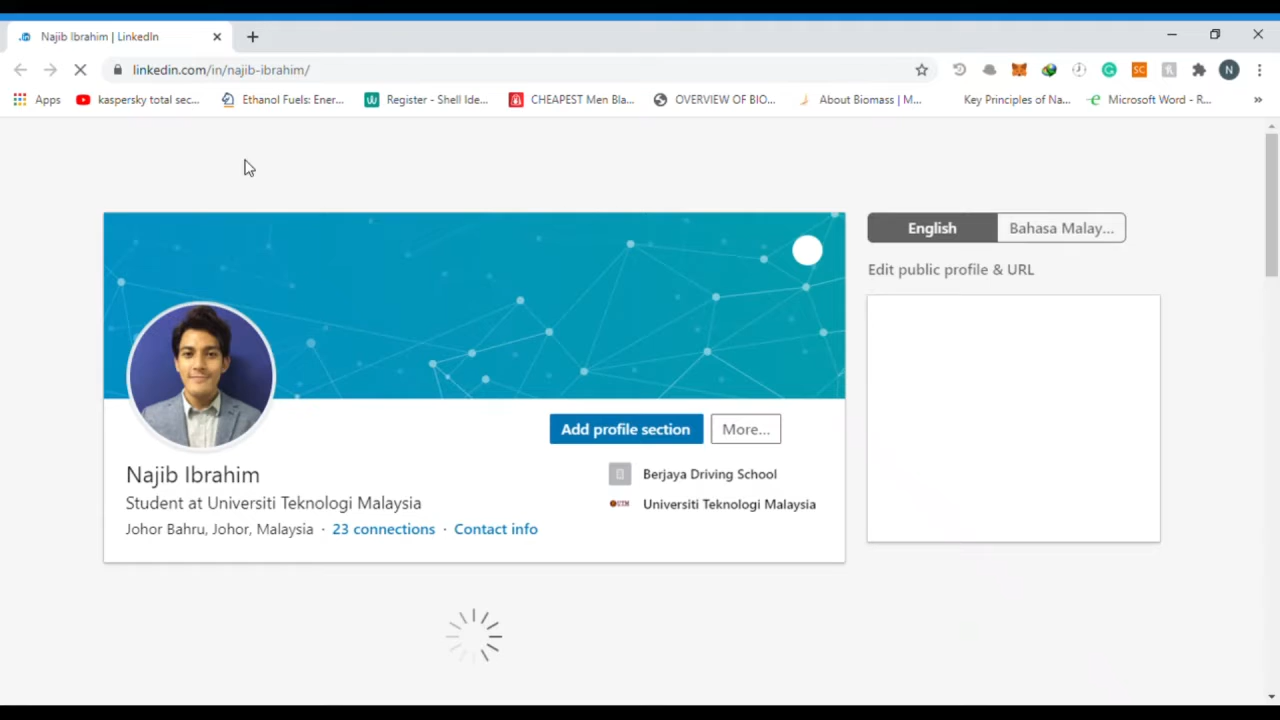 Najib Ibrahim | LinkedIn
linkedin.com/in/najib-ibrahim/
SC
N
Apps
kaspersky total sec...
Ethanol Fuels: Ener...
Register - Shell Ide...
CHEAPEST Men Bla...
OVERVIEW OF BIO...
About Biomass | M...
Key Principles of Na...
Microsoft Word - R...
English
Bahasa Malay...
Edit public profile & URL
Add profile section
More...
Najib Ibrahim
Berjaya Driving School
Student at Universiti Teknologi Malaysia
UTM
Universiti Teknologi Malaysia
Johor Bahru, Johor, Malaysia · 23 connections · Contact info